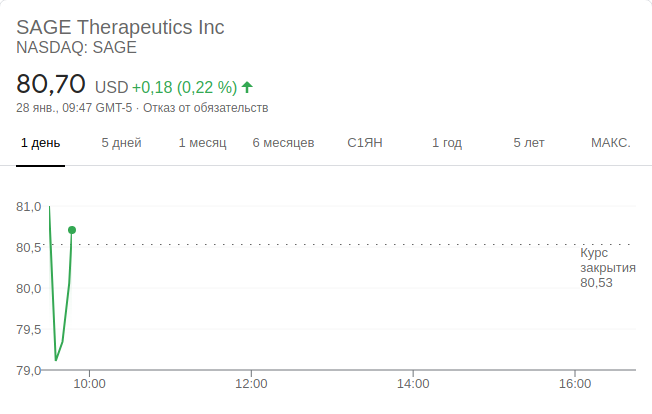 SAGE Therapeutics Inc
NASDAQ: SAGE
80,70 USD +0,18 (0,22 %)
28 янв., 09:47 GMT-5 · Отказ от обязательств
1 день 5 дней 1 месяц 6 месяцев С1ЯН 1 год 5 лет МАКС.
81,0
80,5
80,0
79,5
79,0
Курс
закрытия
80,53
10:00 12:00 14:00 16:00